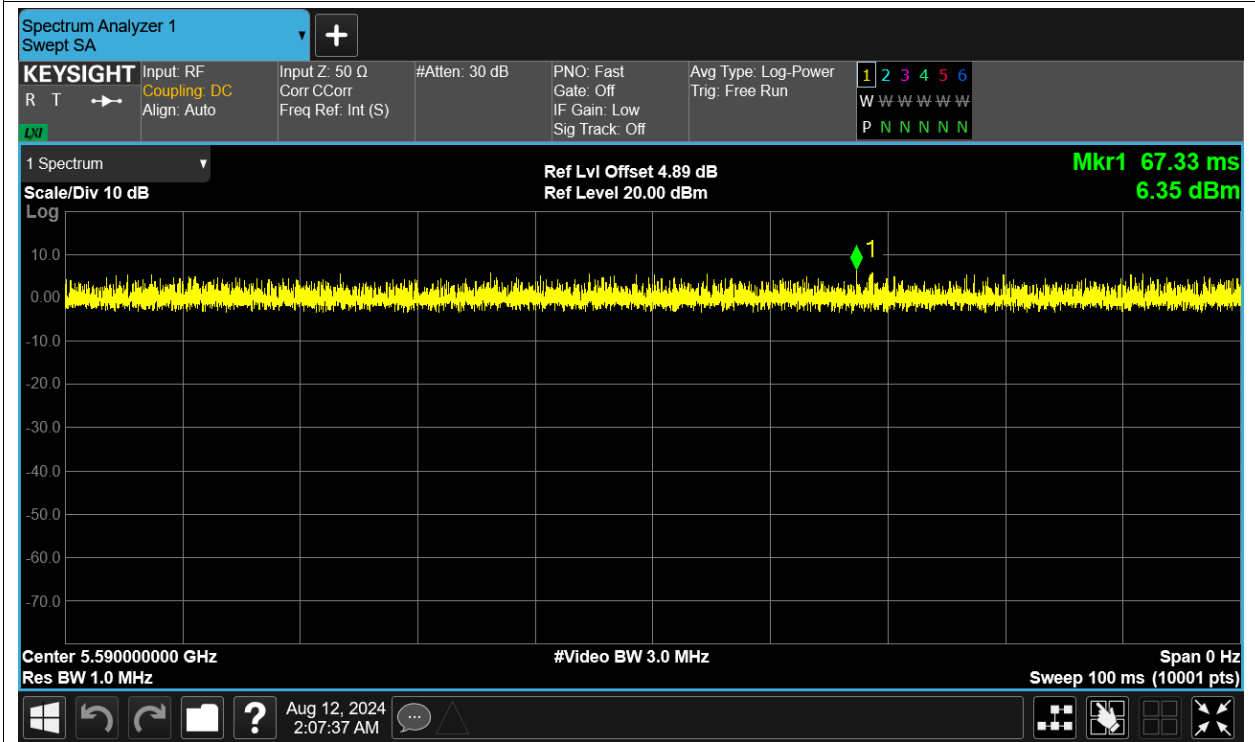 Spectrum Analyzer 1
Swept SA
+
KEYSIGHT
R T
LXI
Input: RF
Coupling: DC
Align: Auto
Input Z: 50 Ω
Corr CCorr
Freq Ref: Int (S)
#Atten: 30 dB
PNO: Fast
Gate: Off
IF Gain: Low
Sig Track: Off
Avg Type: Log-Power
Trig: Free Run
1 2 3 4 5 6
W W W W W W
P N N N N N
1 Spectrum
Scale/Div 10 dB
Log
Ref Lvl Offset 4.89 dB
Ref Level 20.00 dBm
Mkr1 67.33 ms
6.35 dBm
1
10.0
0.00
-10.0
-20.0
-30.0
-40.0
-50.0
-60.0
-70.0
Center 5.590000000 GHz
Res BW 1.0 MHz
#Video BW 3.0 MHz
Span 0 Hz
Sweep 100 ms (10001 pts)
?
Aug 12, 2024
2:07:37 AM